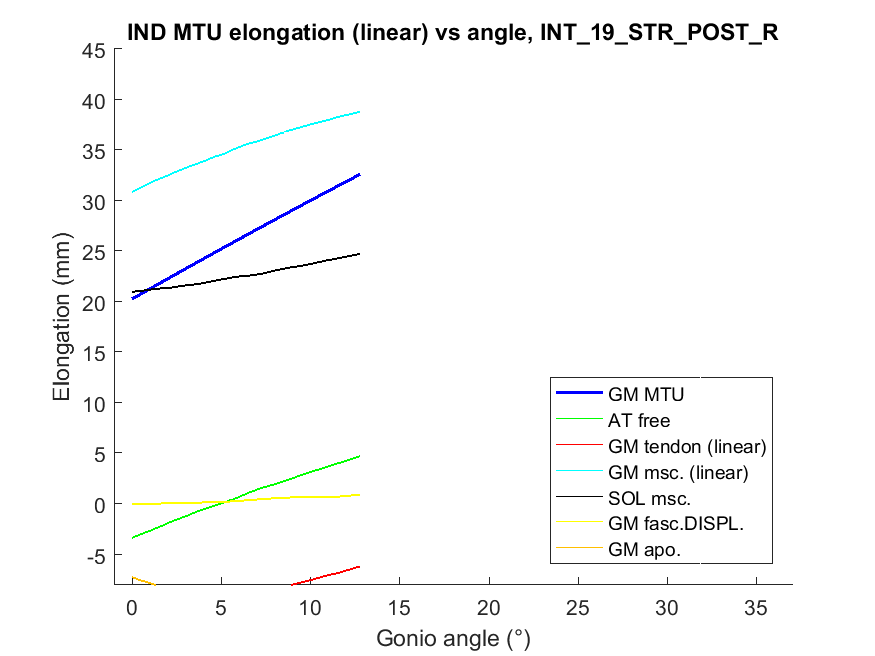 IND MTU elongation (linear) vs angle, INT_19_STR_POST_R
45
40
35
30
25
20
15
10
5
0
-5
Elongation (mm)
0 5 10 15 20 25 30 35
Gonio angle (°)
GM MTU
AT free
GM tendon (linear)
GM msc. (linear)
SOL msc.
GM fasc.DISPL.
GM apo.